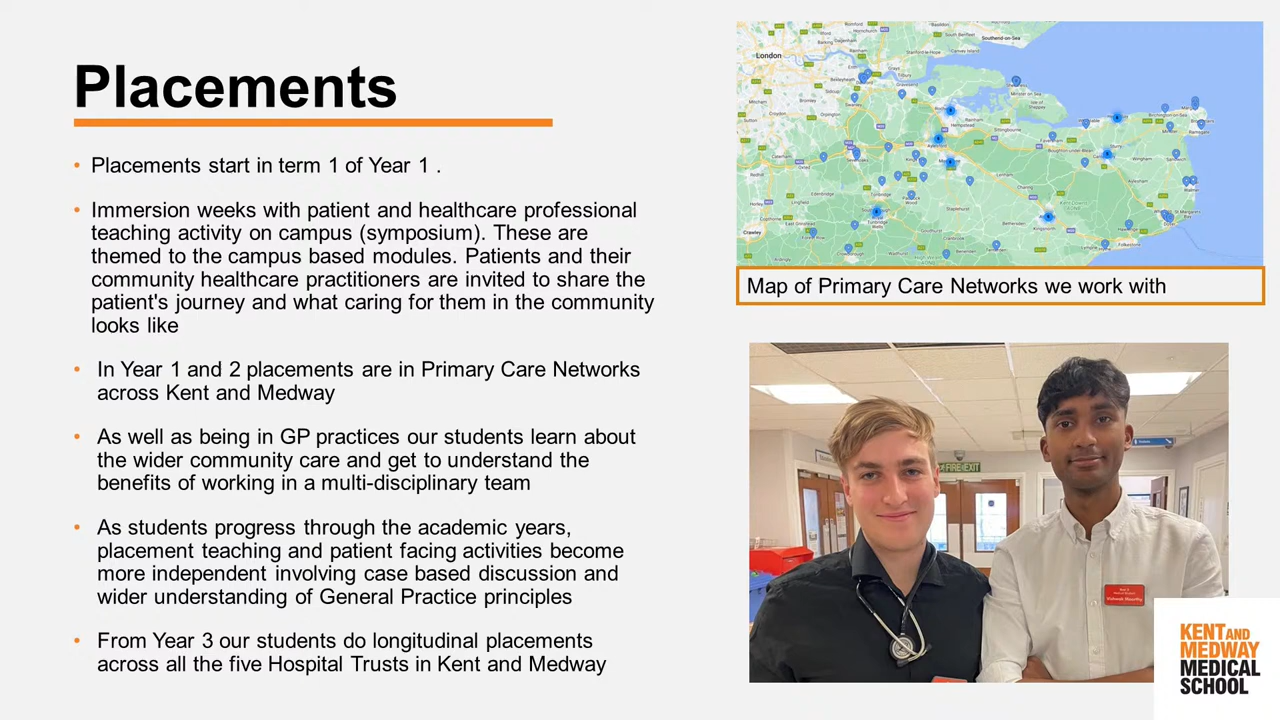 Placements
Placements start in term 1 of Year 1 .
Immersion weeks with patient and healthcare professional
teaching activity on campus (symposium). These are
themed to the campus based modules. Patients and their
community healthcare practitioners are invited to share the
patient's journey and what caring for them in the community
looks like
In Year 1 and 2 placements are in Primary Care Networks
across Kent and Medway
As well as being in GP practices our students learn about
the wider community care and get to understand the
benefits of working in a multi-disciplinary team
As students progress through the academic years,
placement teaching and patient facing activities become
more independent involving case based discussion and
wider understanding of General Practice principles
From Year 3 our students do longitudinal placements
across all the five Hospital Trusts in Kent and Medway
London
Southend-on-Sea
Crawley
Folkestone
Map of Primary Care Networks we work with
FIRE EXIT
KENT AND
MEDWAY
MEDICAL
SCHOOL